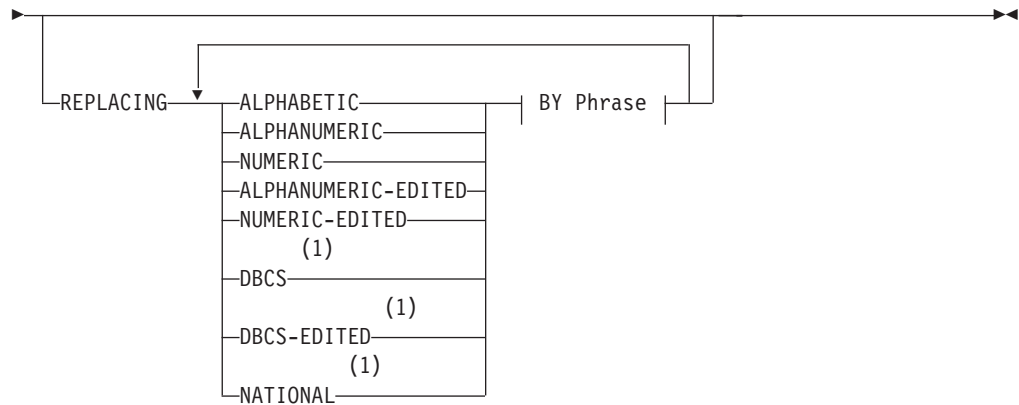 REPLACING ALPHABETIC BY Phrase
ALPHANUMERIC
NUMERIC
ALPHANUMERIC-EDITED
NUMERIC-EDITED
(1)
DBCS
(1)
DBCS-EDITED
(1)
NATIONAL